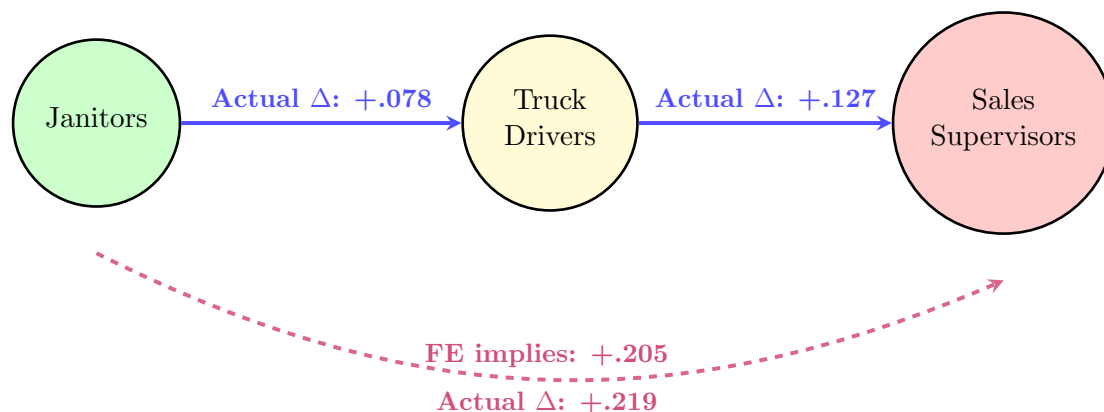 Janitors
Actual Δ: +.078
Truck
Drivers
Actual Δ: +.127
Sales
Supervisors
FE implies: +.205
Actual Δ: +.219